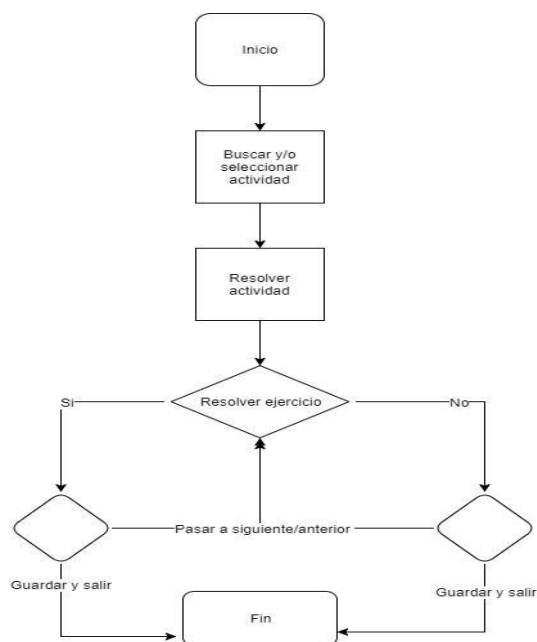 Inicio
Buscar y/o
seleccionar
actividad
Resolver
actividad
Si
Resolver ejercicio
No
Pasar a siguiente/anterior
Guardar y salir
Guardar y salir
Fin